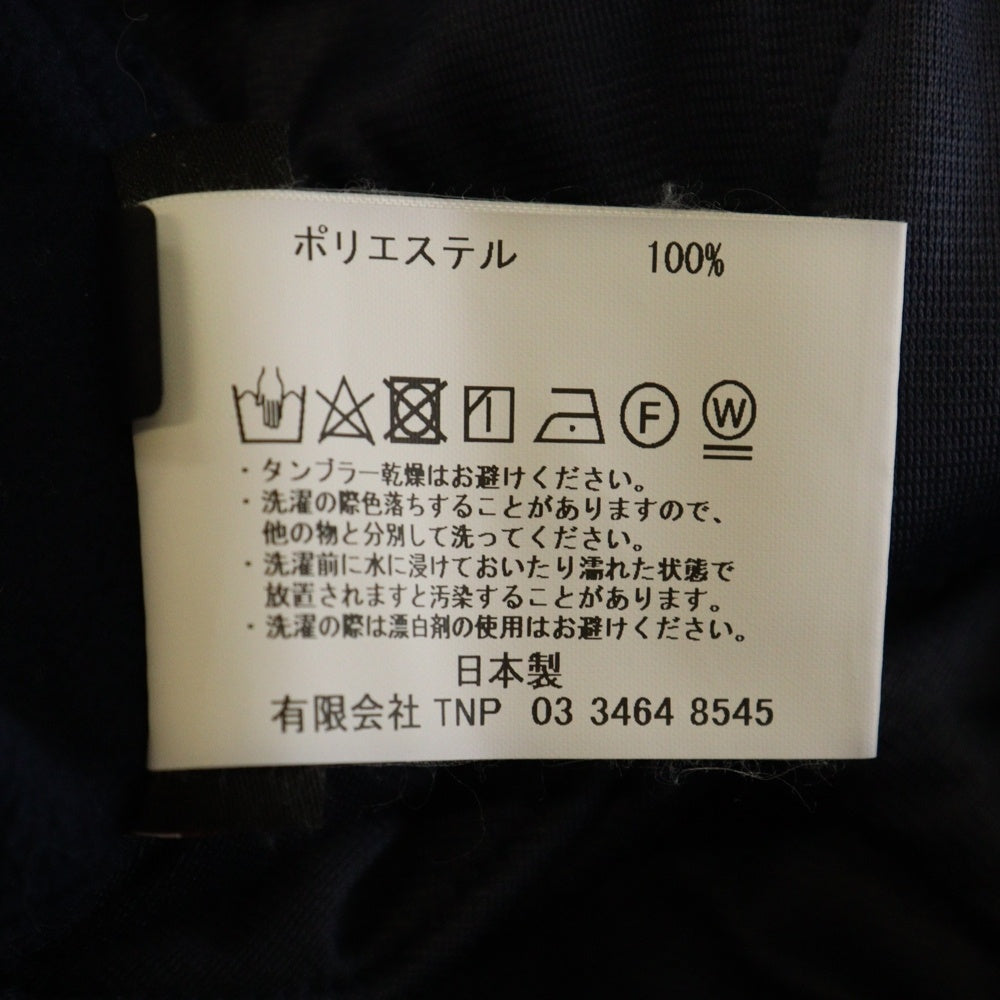 ポリエステル 100%
F W
・タンブラー乾燥はお避けください。
・洗濯の際色落ちすることがありますので、
他の物と分別して洗ってください。
・洗濯前に水に浸けておいたり濡れた状態で
放置されますと汚染することがあります。
・洗濯の際は漂白剤の使用はお避けください。
日本製
有限会社 TNP 03 3464 8545